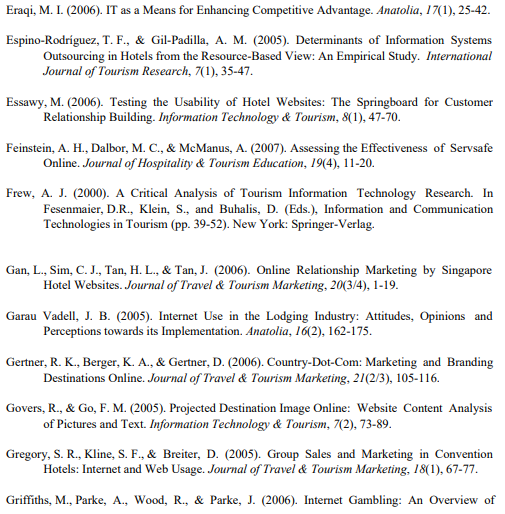 Eraqi, M. I. (2006). IT as a Means for Enhancing Competitive Advantage. Anatolia, 17(1), 25-42.
Espino-Rodríguez, T. F., & Gil-Padilla, A. M. (2005). Determinants of Information Systems
Outsourcing in Hotels from the Resource-Based View: An Empirical Study. International
Journal of Tourism Research, 7(1), 35-47.
Essawy, M. (2006). Testing the Usability of Hotel Websites: The Springboard for Customer
Relationship Building. Information Technology & Tourism, 8(1), 47-70.
Feinstein, A. H., Dalbor, M. C., & McManus, A. (2007). Assessing the Effectiveness of Servsafe
Online. Journal of Hospitality & Tourism Education, 19(4), 11-20.
Frew, A. J. (2000). A Critical Analysis of Tourism Information Technology Research. In
Fesenmaier, D.R., Klein, S., and Buhalis, D. (Eds.), Information and Communication
Technologies in Tourism (pp. 39-52). New York: Springer-Verlag.
Gan, L., Sim, C. J., Tan, H. L., & Tan, J. (2006). Online Relationship Marketing by Singapore
Hotel Websites. Journal of Travel & Tourism Marketing, 20(3/4), 1-19.
Garau Vadell, J. B. (2005). Internet Use in the Lodging Industry: Attitudes, Opinions and
Perceptions towards its Implementation. Anatolia, 16(2), 162-175.
Gertner, R. K., Berger, K. A., & Gertner, D. (2006). Country-Dot-Com: Marketing and Branding
Destinations Online. Journal of Travel & Tourism Marketing, 21(2/3), 105-116.
Govers, R., & Go, F. M. (2005). Projected Destination Image Online: Website Content Analysis
of Pictures and Text. Information Technology & Tourism, 7(2), 73-89.
Gregory, S. R., Kline, S. F., & Breiter, D. (2005). Group Sales and Marketing in Convention
Hotels: Internet and Web Usage. Journal of Travel & Tourism Marketing, 18(1), 67-77.
Griffiths, M., Parke, A., Wood, R., & Parke, J. (2006). Internet Gambling: An Overview of